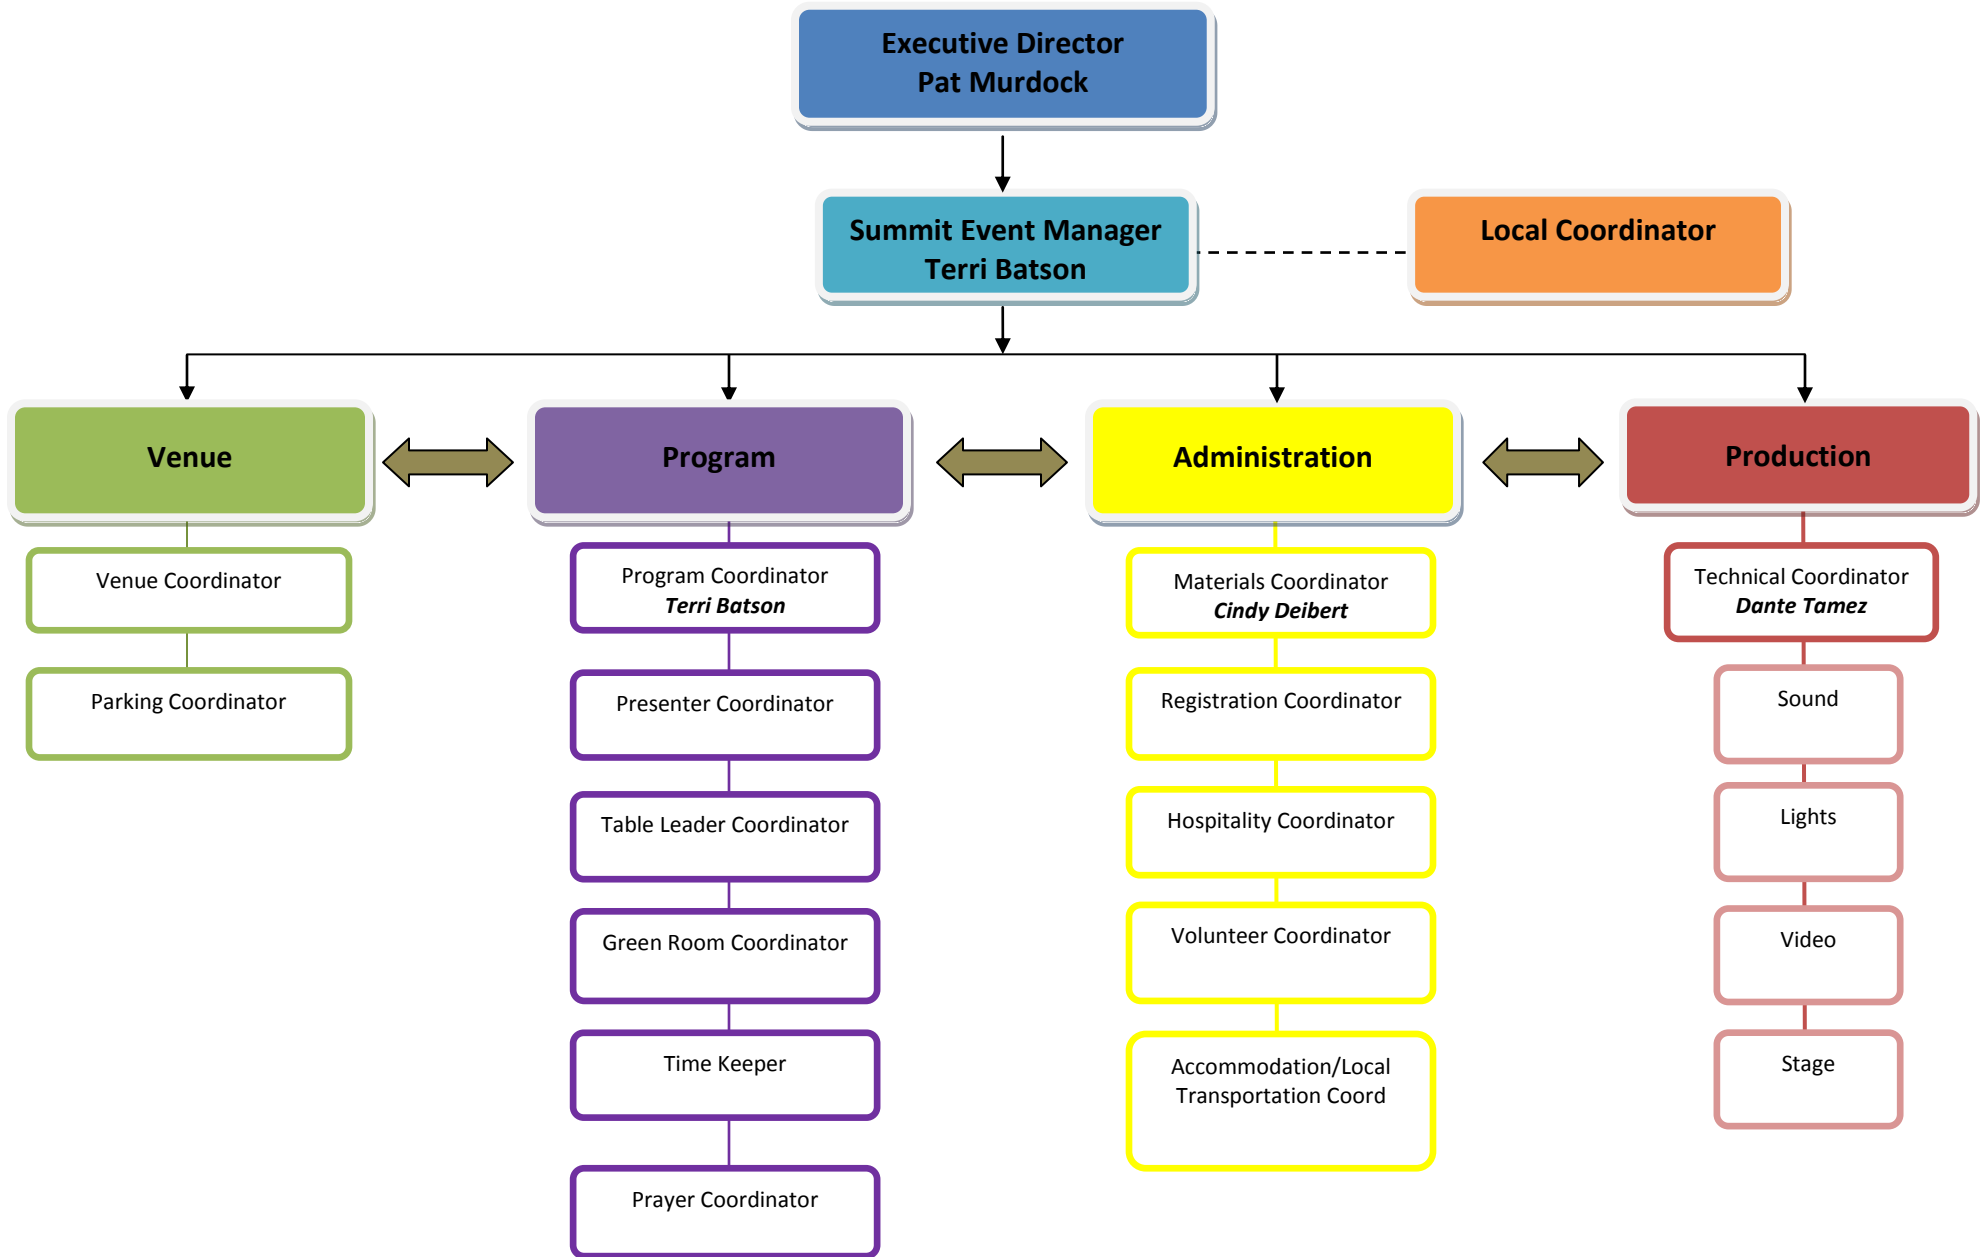 Executive Director
Pat Murdock
Summit Event Manager
Terri Batson
Local Coordinator
Venue
Program
Administration
Production
Venue Coordinator
Parking Coordinator
Program Coordinator
Terri Batson
Presenter Coordinator
Table Leader Coordinator
Green Room Coordinator
Time Keeper
Prayer Coordinator
Materials Coordinator
Cindy Deibert
Registration Coordinator
Hospitality Coordinator
Volunteer Coordinator
Accommodation/Local
Transportation Coord
Technical Coordinator
Dante Tamez
Sound
Lights
Video
Stage